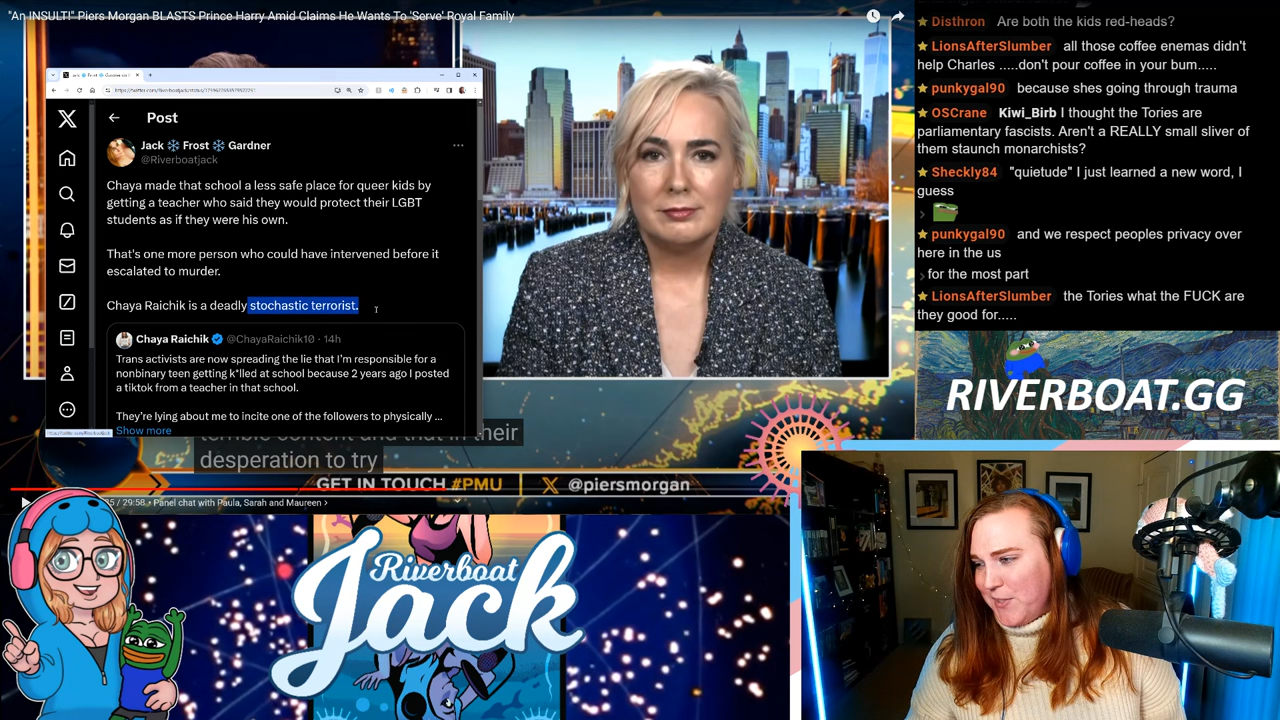 "An INSULT!" Piers Morgan BLASTS Prince Harry Amid Claims He Wants To 'Serve' Royal Family
Post
Jack ❄ Frost ❄ Gardner
@Riverboatjack
Chaya made that school a less safe place for queer kids by
getting a teacher who said they would protect their LGBT
students as if they were his own.
That's one more person who could have intervened before it
escalated to murder.
Chaya Raichik is a deadly stochastic terrorist.
Chaya Raichik @ChayaRaichik10 · 14h
Trans activists are now spreading the lie that I'm responsible for a
nonbinary teen getting k*lled at school because 2 years ago I posted
a tiktok from a teacher in that school.
They're lying about me to incite one of the followers to physically ...
Show more
terrible content and that in their
desperation to try
GET IN TOUCH #PMU
@piersmorgan
/ 29:58 • Panel chat with Paula, Sarah and Maureen ›
Riverboat
Jack
Disthron Are both the kids red-heads?
LionsAfterSlumber all those coffee enemas didn't
help Charles .....don't pour coffee in your bum.....
punkygal90 because shes going through trauma
OSCrane Kiwi_Birb I thought the Tories are
parliamentary fascists. Aren't a REALLY small sliver of
them staunch monarchists?
Sheckly84 "quietude" I just learned a new word, I
guess
punkygal90 and we respect peoples privacy over
here in the us
for the most part
LionsAfterSlumber the Tories what the FUCK are
they good for.....
RIVERBOAT.GG